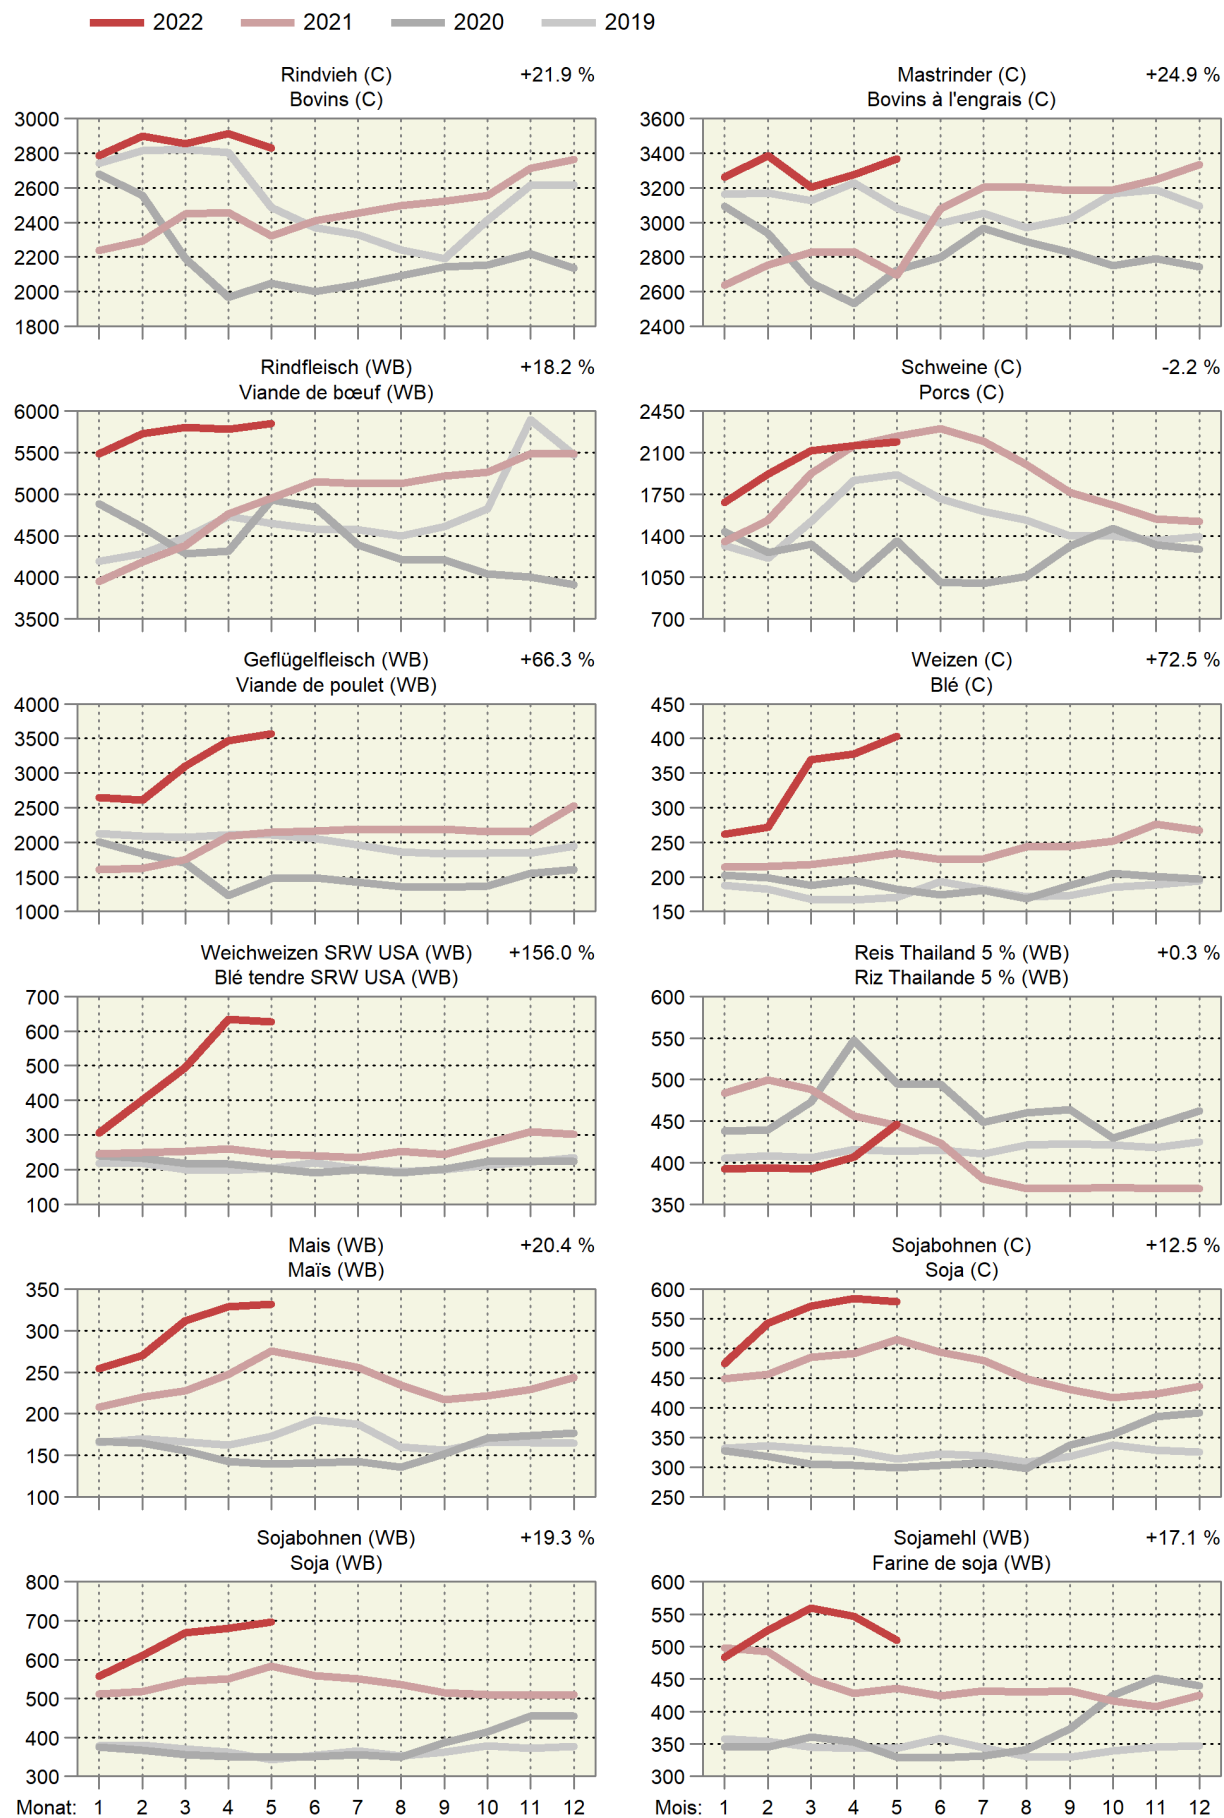 2022 2021 2020 2019
Rindvieh (C) +21.9 %
Bovins (C)
3000
2800
2600
2400
2200
2000
1800
Mastrinder (C) +24.9 %
Bovins à l'engrais (C)
3600
3400
3200
3000
2800
2600
2400
Rindfleisch (WB) +18.2 %
Viande de bœuf (WB)
6000
5500
5000
4500
4000
3500
Schweine (C) -2.2 %
Porcs (C)
2450
2100
1750
1400
1050
700
Geflügelfleisch (WB) +66.3 %
Viande de poulet (WB)
4000
3500
3000
2500
2000
1500
1000
Weizen (C) +72.5 %
Blé (C)
450
400
350
300
250
200
150
Weichweizen SRW USA (WB) +156.0 %
Blé tendre SRW USA (WB)
700
600
500
400
300
200
100
Reis Thailand 5 % (WB) +0.3 %
Riz Thailande 5 % (WB)
600
550
500
450
400
350
Mais (WB) +20.4 %
Maïs (WB)
350
300
250
200
150
100
Sojabohnen (C) +12.5 %
Soja (C)
600
550
500
450
400
350
300
250
Sojabohnen (WB) +19.3 %
Soja (WB)
800
700
600
500
400
300
Monat: 1 2 3 4 5 6 7 8 9 10 11 12
Sojamehl (WB) +17.1 %
Farine de soja (WB)
600
550
500
450
400
350
300
Mois: 1 2 3 4 5 6 7 8 9 10 11 12